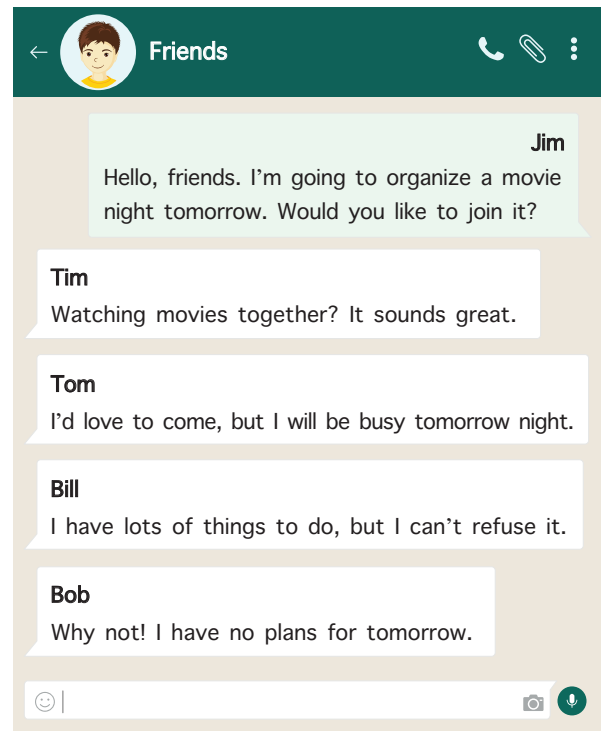 Friends
Jim
Hello, friends. I’m going to organize a movie
night tomorrow. Would you like to join it?
Tim
Watching movies together? It sounds great.
Tom
I’d love to come, but I will be busy tomorrow night.
Bill
I have lots of things to do, but I can’t refuse it.
Bob
Why not! I have no plans for tomorrow.